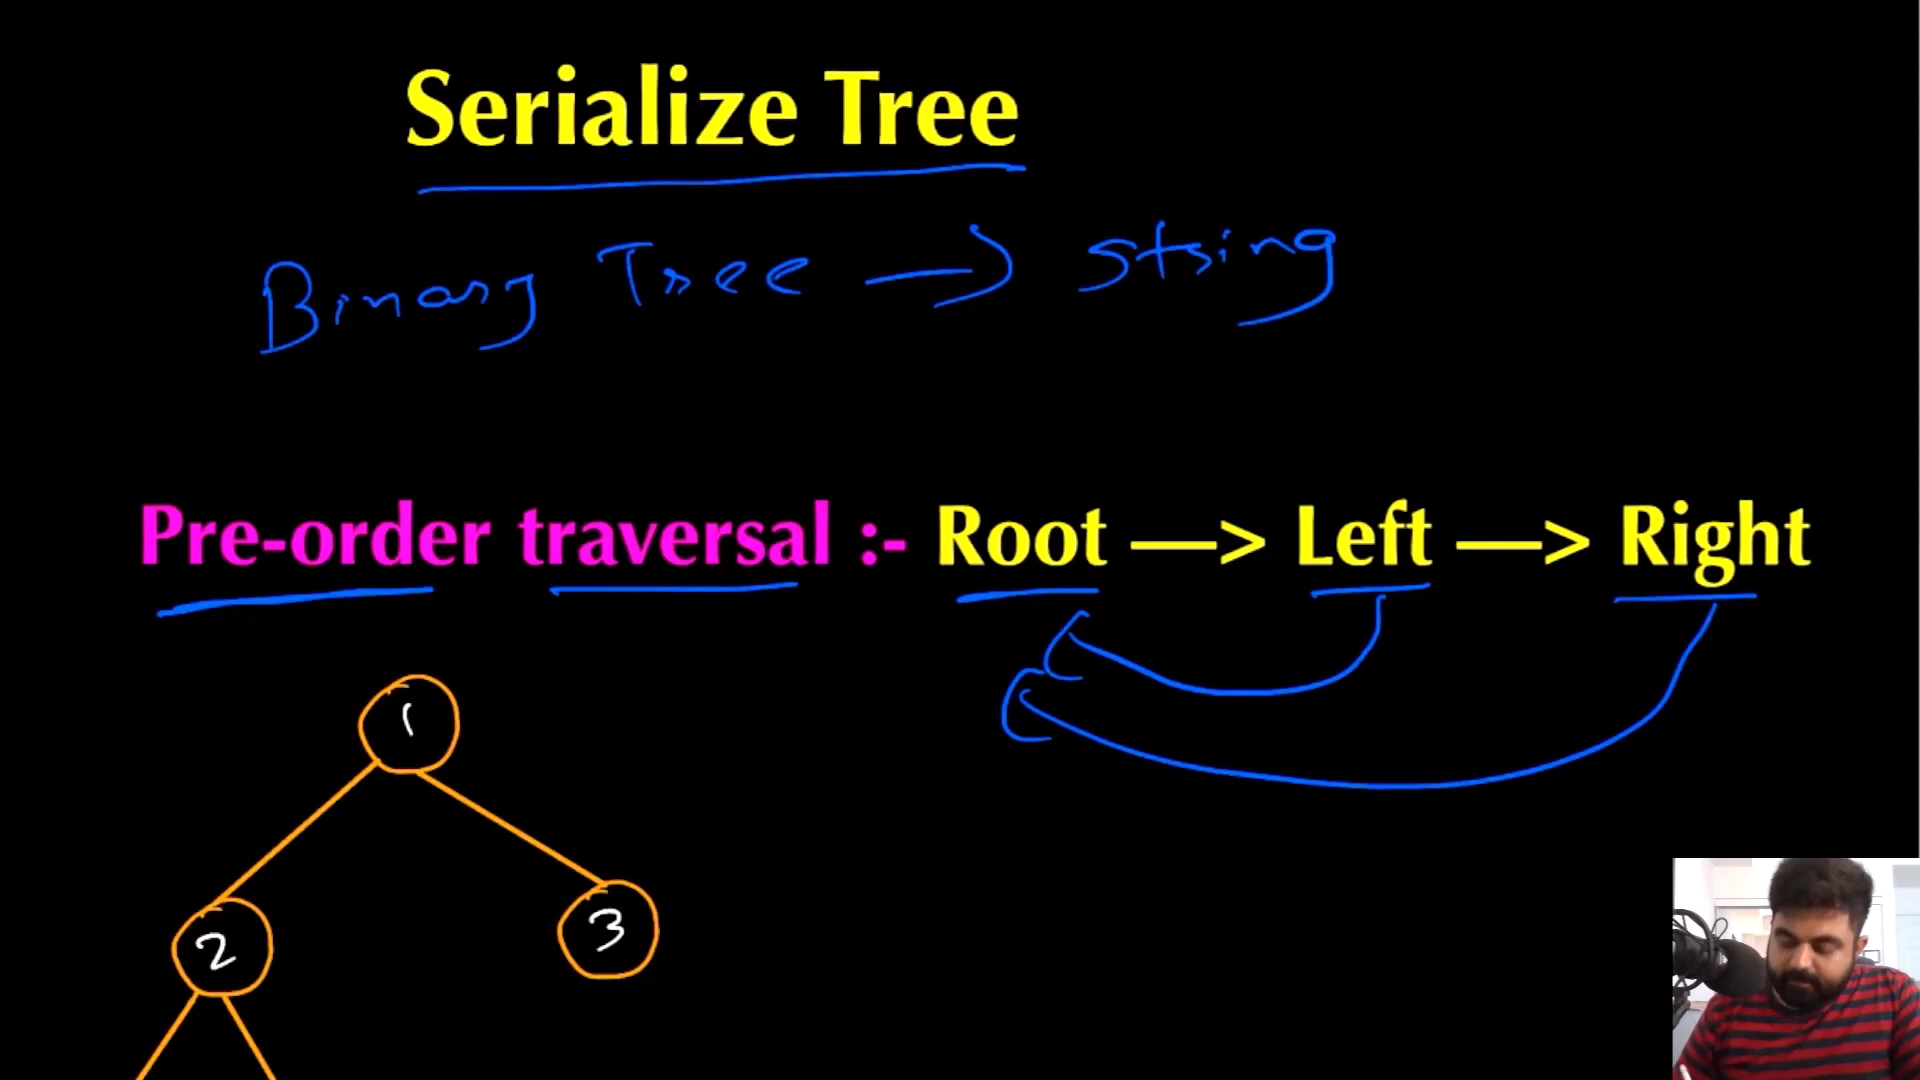 Serialize Tree
Binary Tree → string
Pre-order traversal :- Root —> Left —> Right
1
2
3